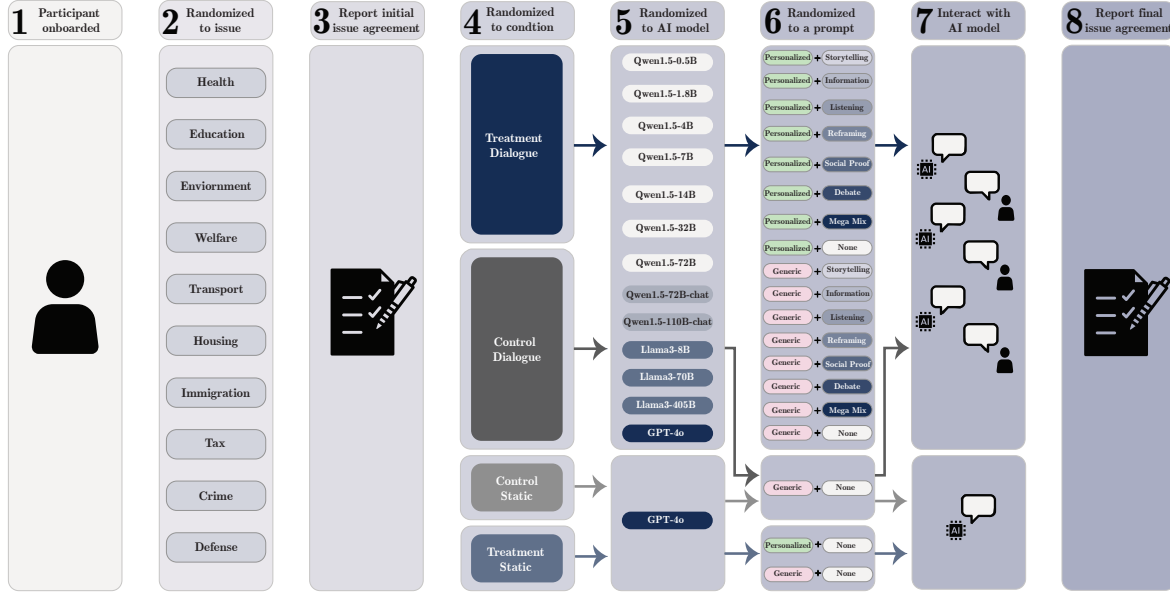 1 Participant
onboarded
2 Randomized
to issue
Health
Education
Enviornment
Welfare
Transport
Housing
Immigration
Tax
Crime
Defense
3 Report initial
issue agreement
4 Randomized
to condtion
Treatment
Dialogue
Control
Dialogue
Control
Static
Treatment
Static
5 Randomized
to AI model
Qwen1.5-0.5B
Qwen1.5-1.8B
Qwen1.5-4B
Qwen1.5-7B
Qwen1.5-14B
Qwen1.5-32B
Qwen1.5-72B
Qwen1.5-72B-chat
Qwen1.5-110B-chat
Llama3-8B
Llama3-70B
Llama3-405B
GPT-4o
GPT-4o
6 Randomized
to a prompt
Personalized + Storytelling
Personalized + Information
Personalized + Listening
Personalized + Reframing
Personalized + Social Proof
Personalized + Debate
Personalized + Mega Mix
Personalized + None
Generic + Storytelling
Generic + Information
Generic + Listening
Generic + Reframing
Generic + Social Proof
Generic + Debate
Generic + Mega Mix
Generic + None
Generic + None
Personalized + None
Generic + None
7 Interact with
AI model
AI
AI
AI
AI
8 Report final
issue agreement